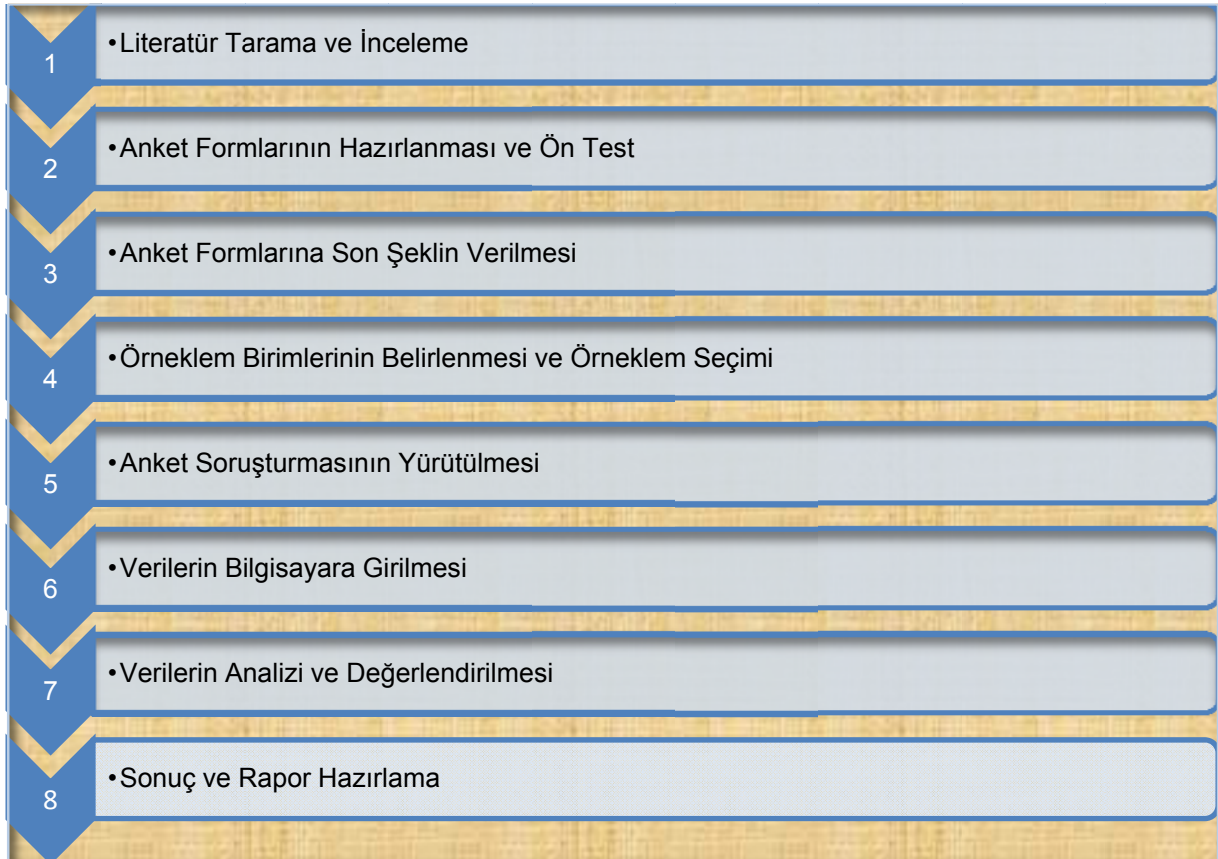 1 •Literatür Tarama ve İnceleme
2 •Anket Formlarının Hazırlanması ve Ön Test
3 •Anket Formlarına Son Şeklin Verilmesi
4 •Örneklem Birimlerinin Belirlenmesi ve Örneklem Seçimi
5 •Anket Soruşturmasının Yürütülmesi
6 •Verilerin Bilgisayara Girilmesi
7 •Verilerin Analizi ve Değerlendirilmesi
8 •Sonuç ve Rapor Hazırlama